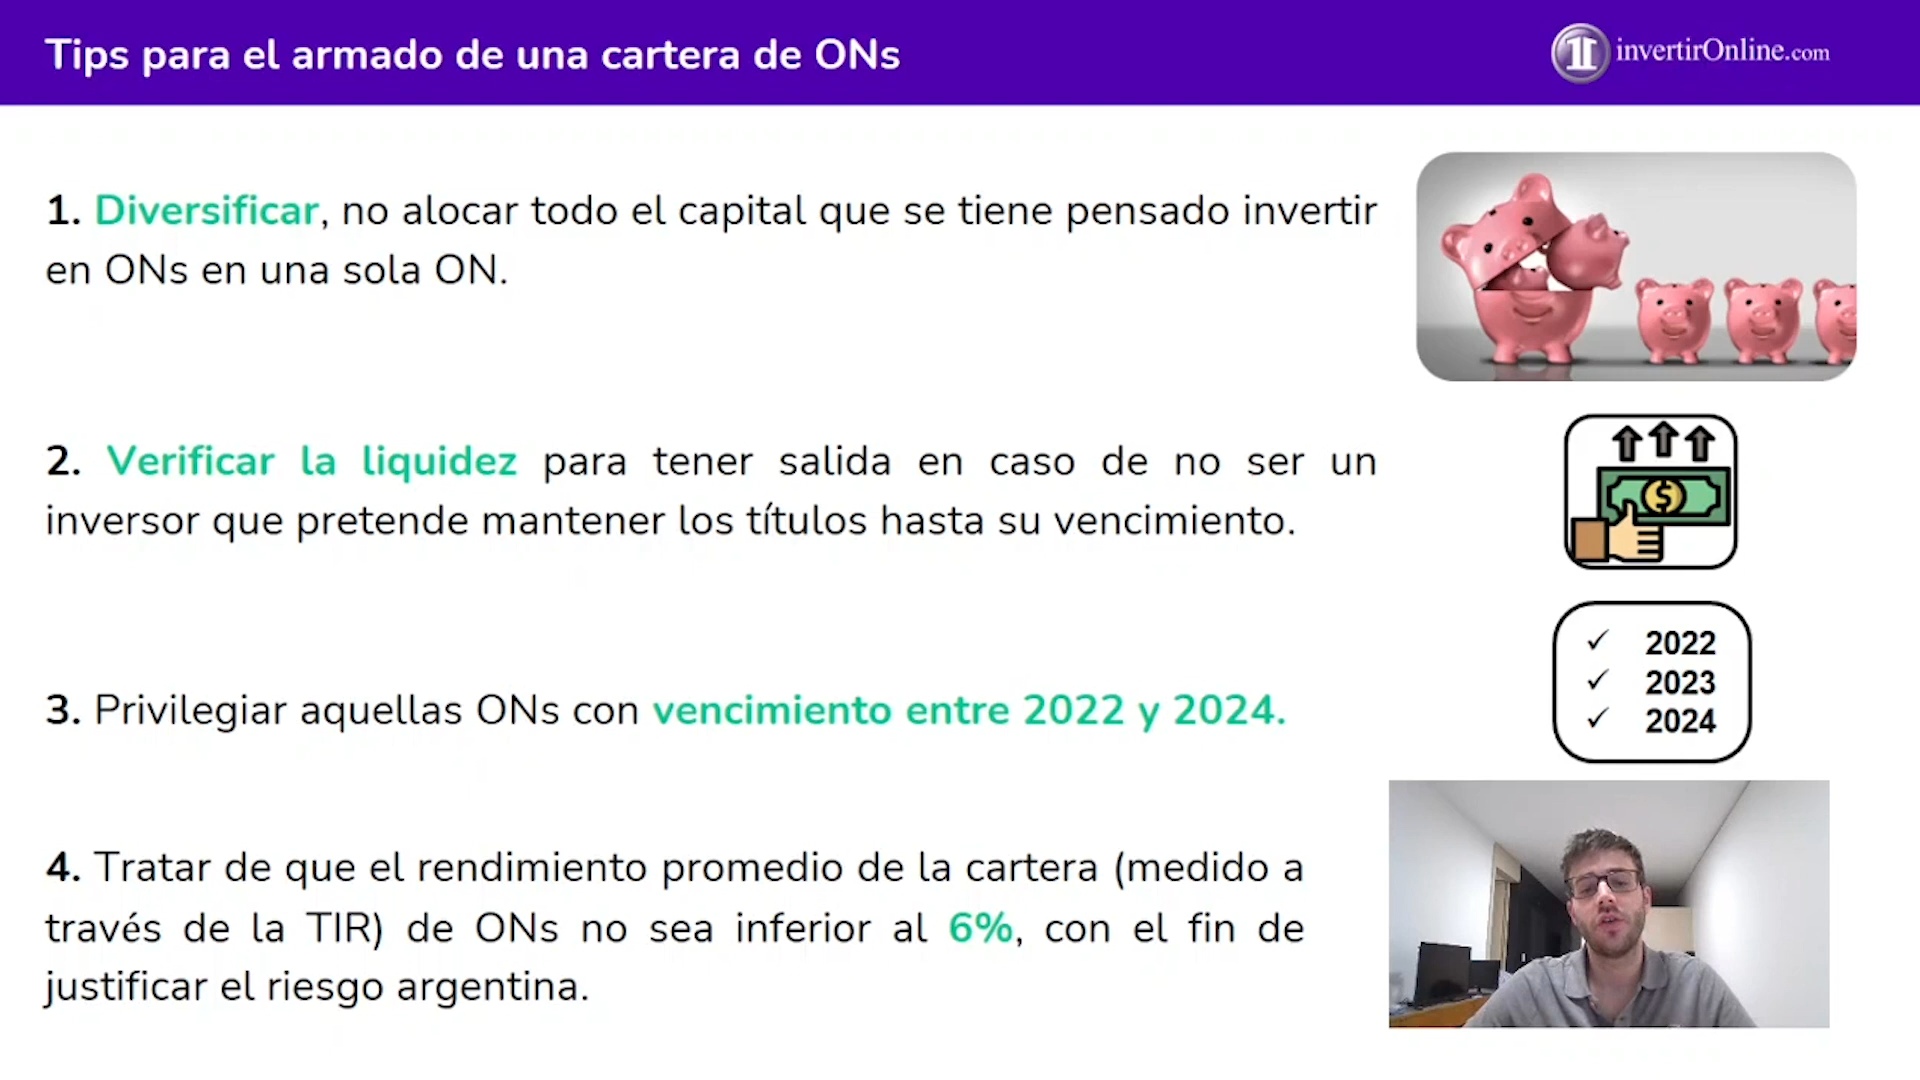 Tips para el armado de una cartera de ONs
invertirOnline.com
1. Diversificar, no alocar todo el capital que se tiene pensado invertir
en ONs en una sola ON.
2. Verificar la liquidez para tener salida en caso de no ser un
inversor que pretende mantener los títulos hasta su vencimiento.
3. Privilegiar aquellas ONs con vencimiento entre 2022 y 2024.
✓ 2022
✓ 2023
✓ 2024
4. Tratar de que el rendimiento promedio de la cartera (medido a
través de la TIR) de ONs no sea inferior al 6%, con el fin de
justificar el riesgo argentina.